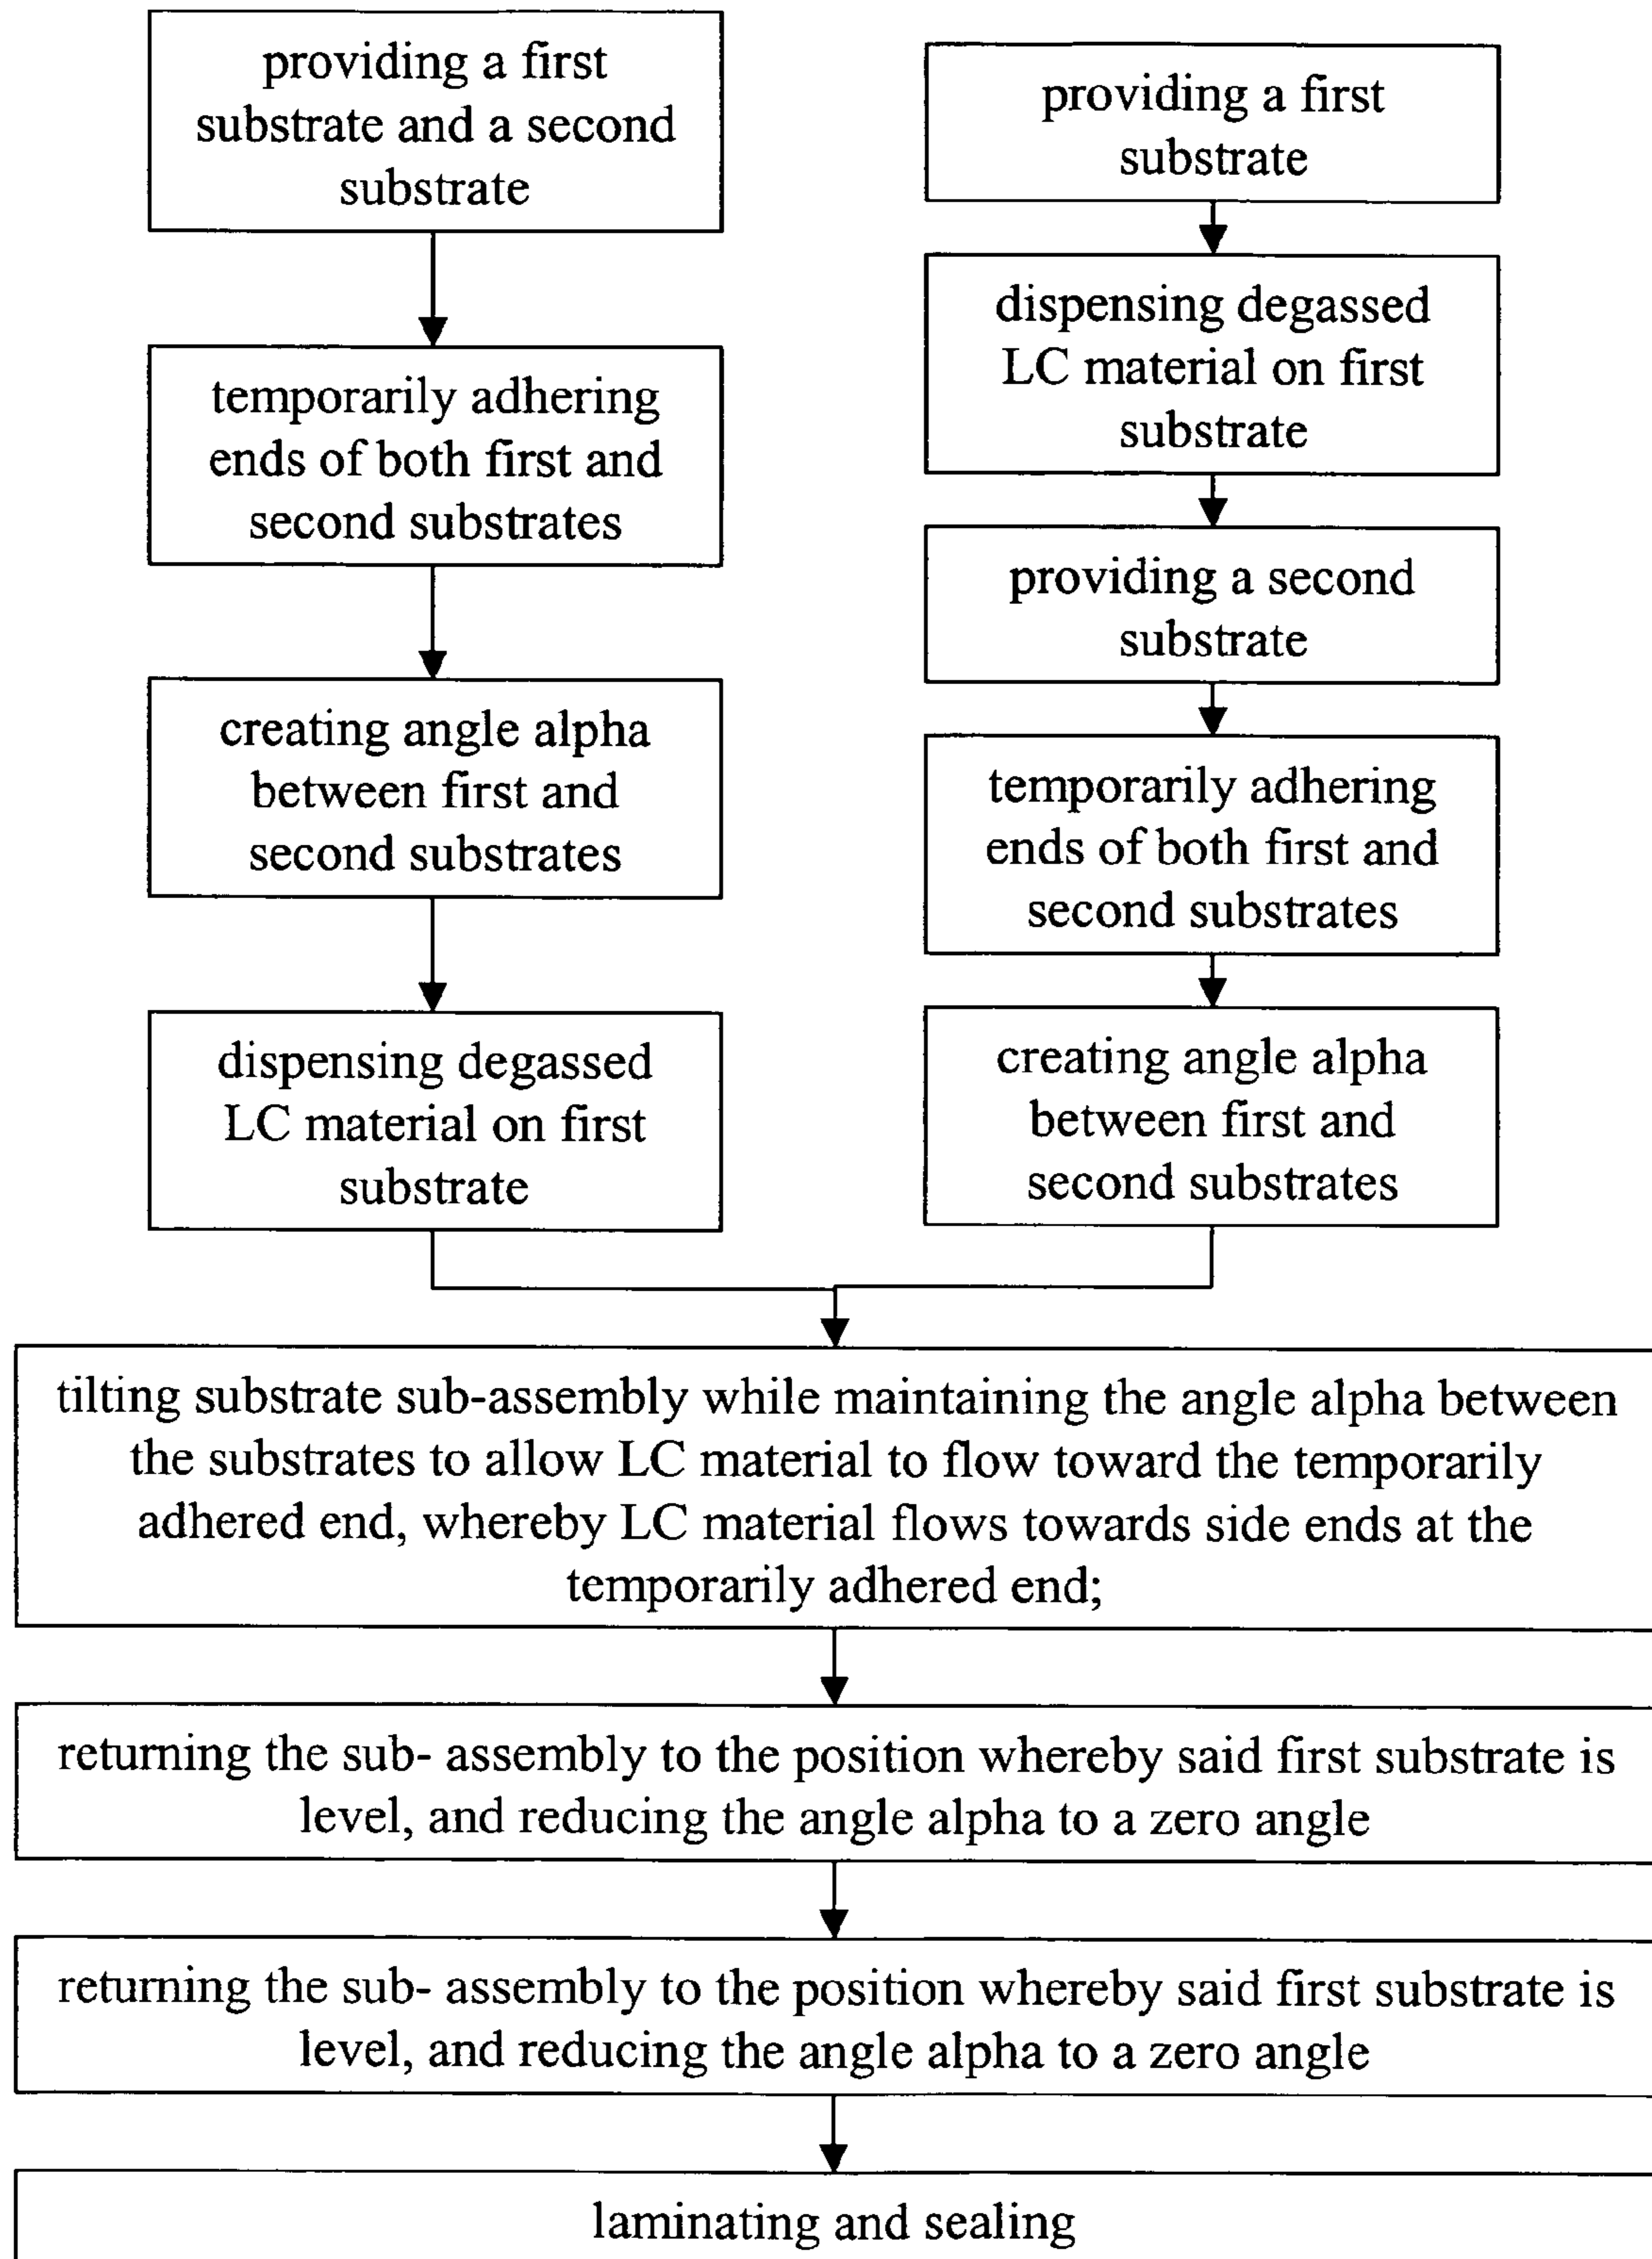 providing a first
substrate and a second
substrate
temporarily adhering
ends of both first and
second substrates
creating angle alpha
between first and
second substrates
dispensing degassed
LC material on first
substrate
providing a first
substrate
dispensing degassed
LC material on first
substrate
providing a second
substrate
temporarily adhering
ends of both first and
second substrates
creating angle alpha
between first and
second substrates
tilting substrate sub-assembly while maintaining the angle alpha between
the substrates to allow LC material to flow toward the temporarily
adhered end, whereby LC material flows towards side ends at the
temporarily adhered end;
returning the sub- assembly to the position whereby said first substrate is
level, and reducing the angle alpha to a zero angle
returning the sub- assembly to the position whereby said first substrate is
level, and reducing the angle alpha to a zero angle
laminating and sealing